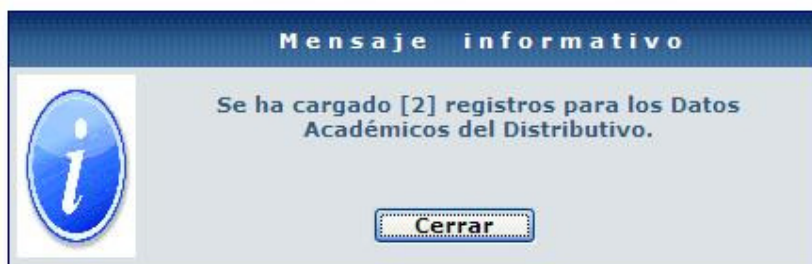 Mensaje informativo
Se ha cargado [2] registros para los Datos
Académicos del Distributivo.
Cerrar